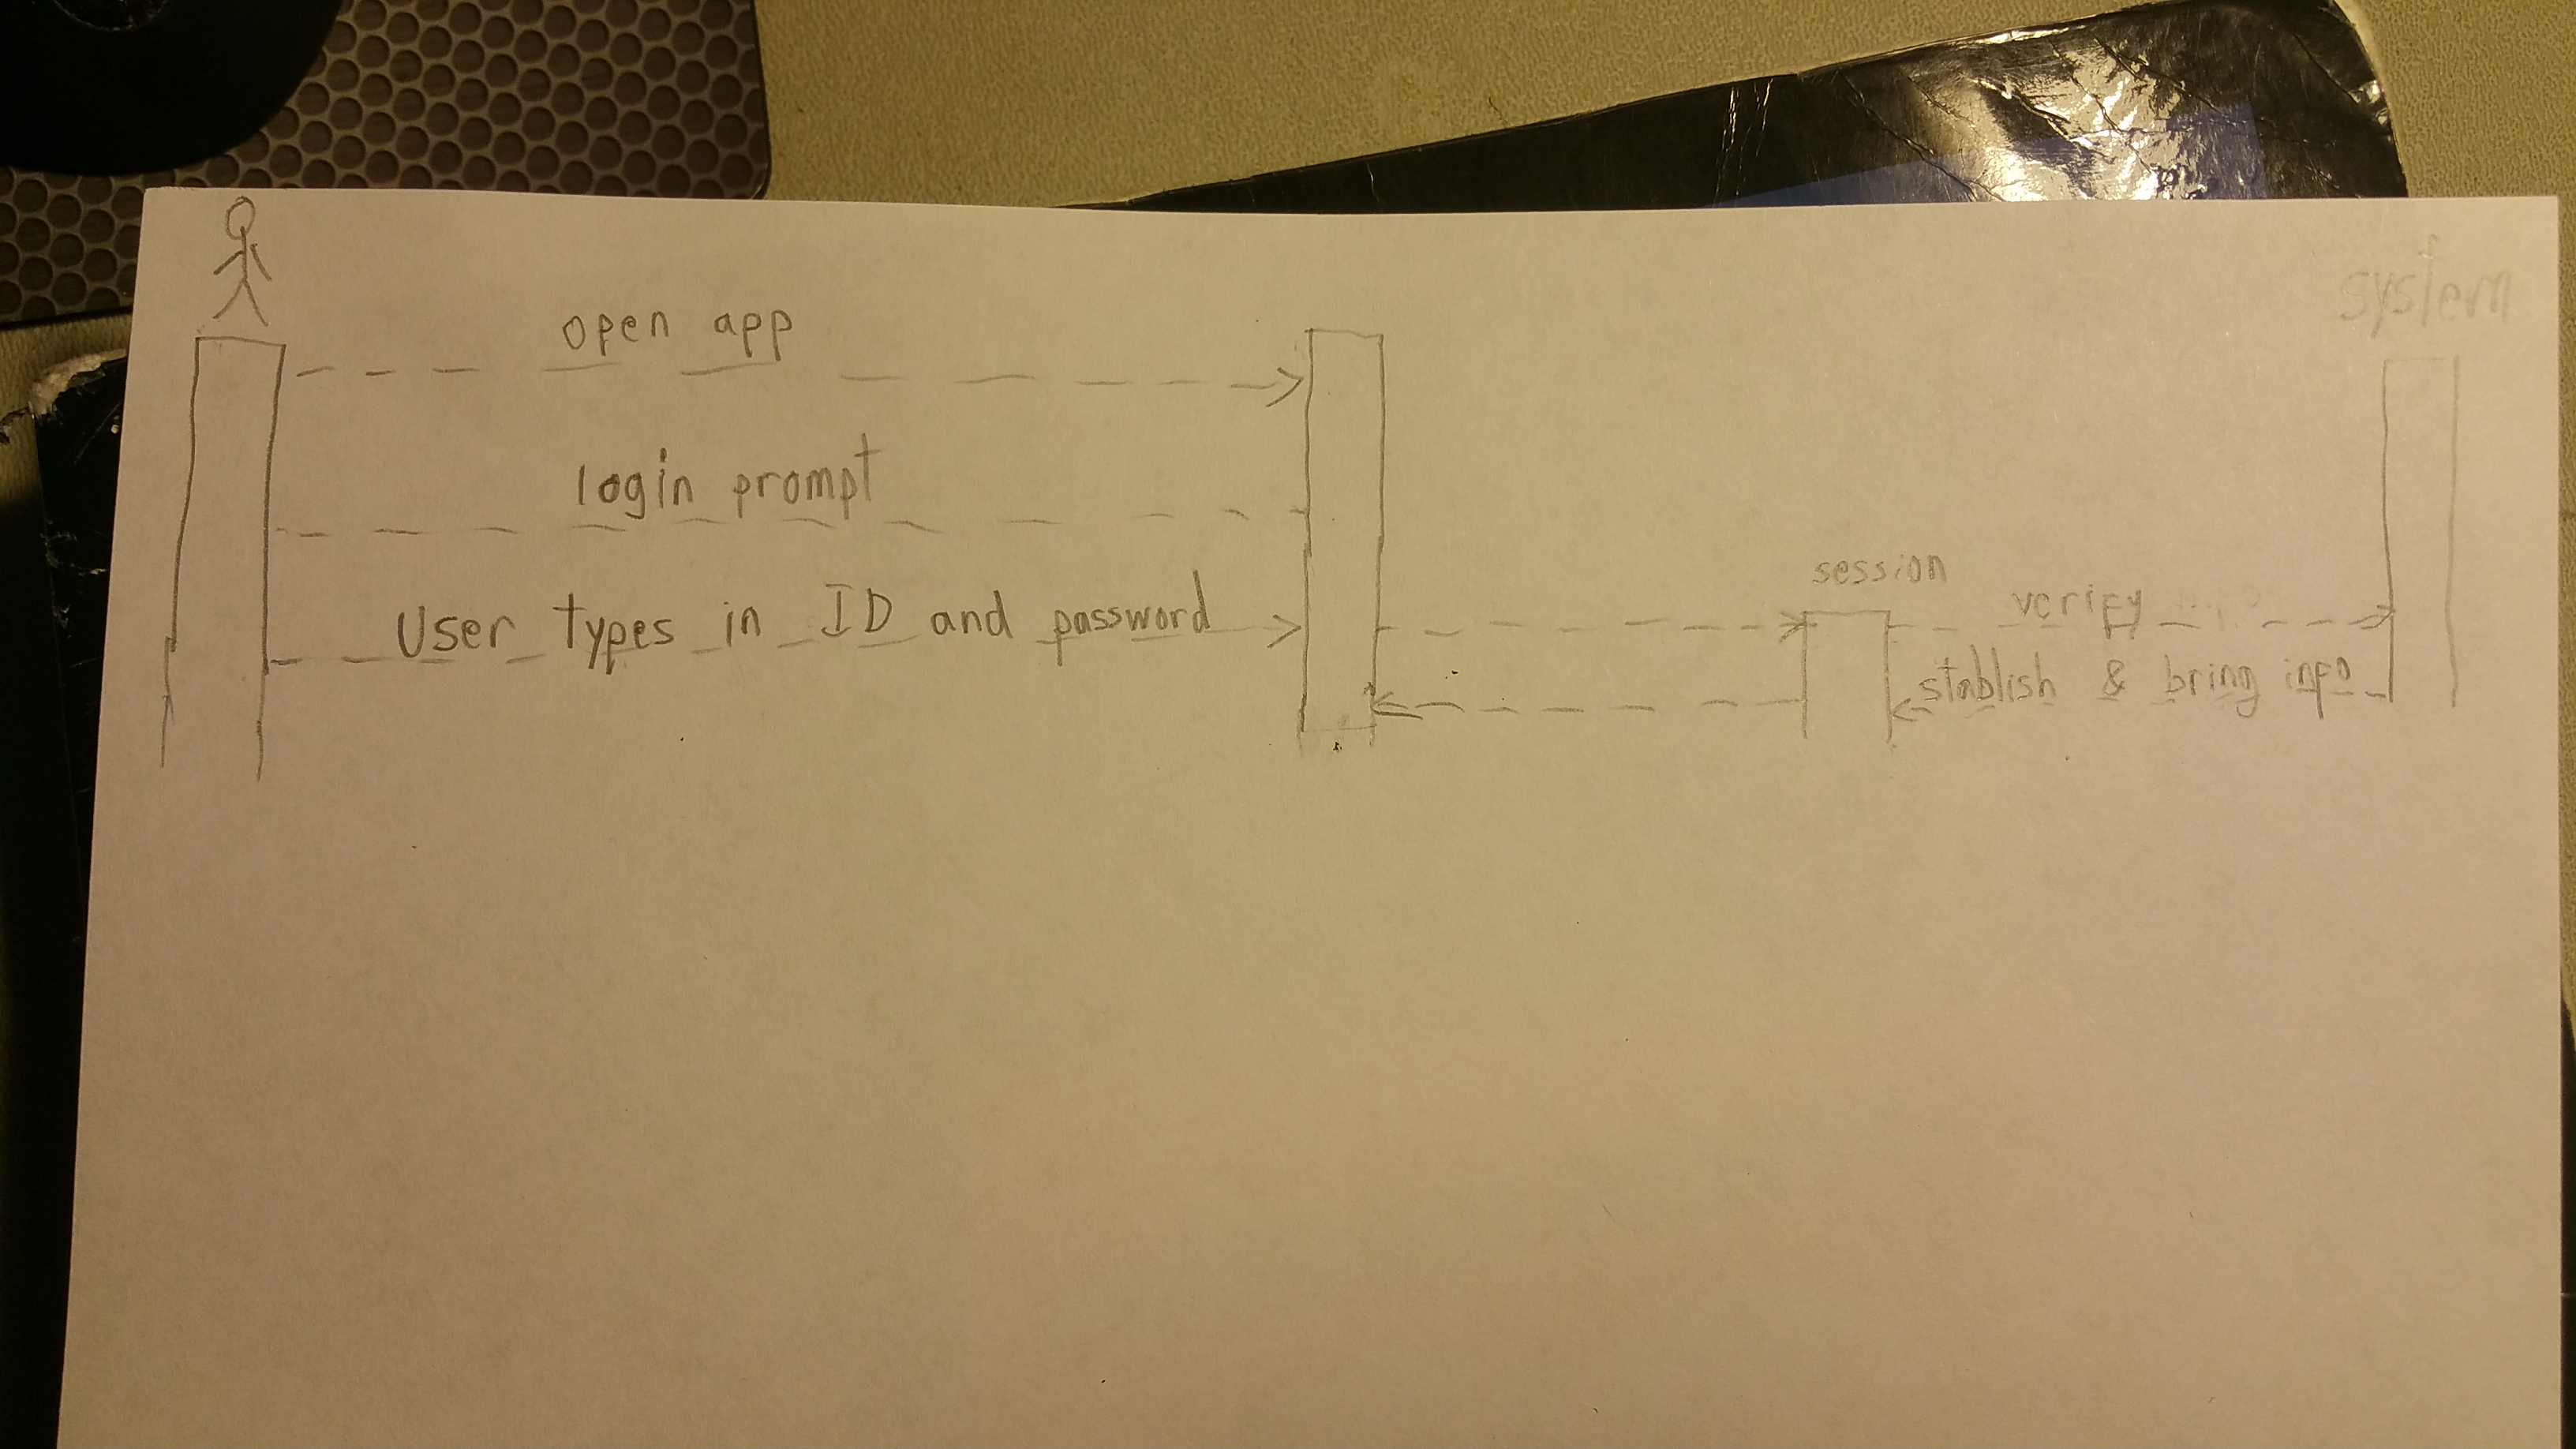 system
open app
login prompt
session
verify
User types in ID and password
stablish & bring info